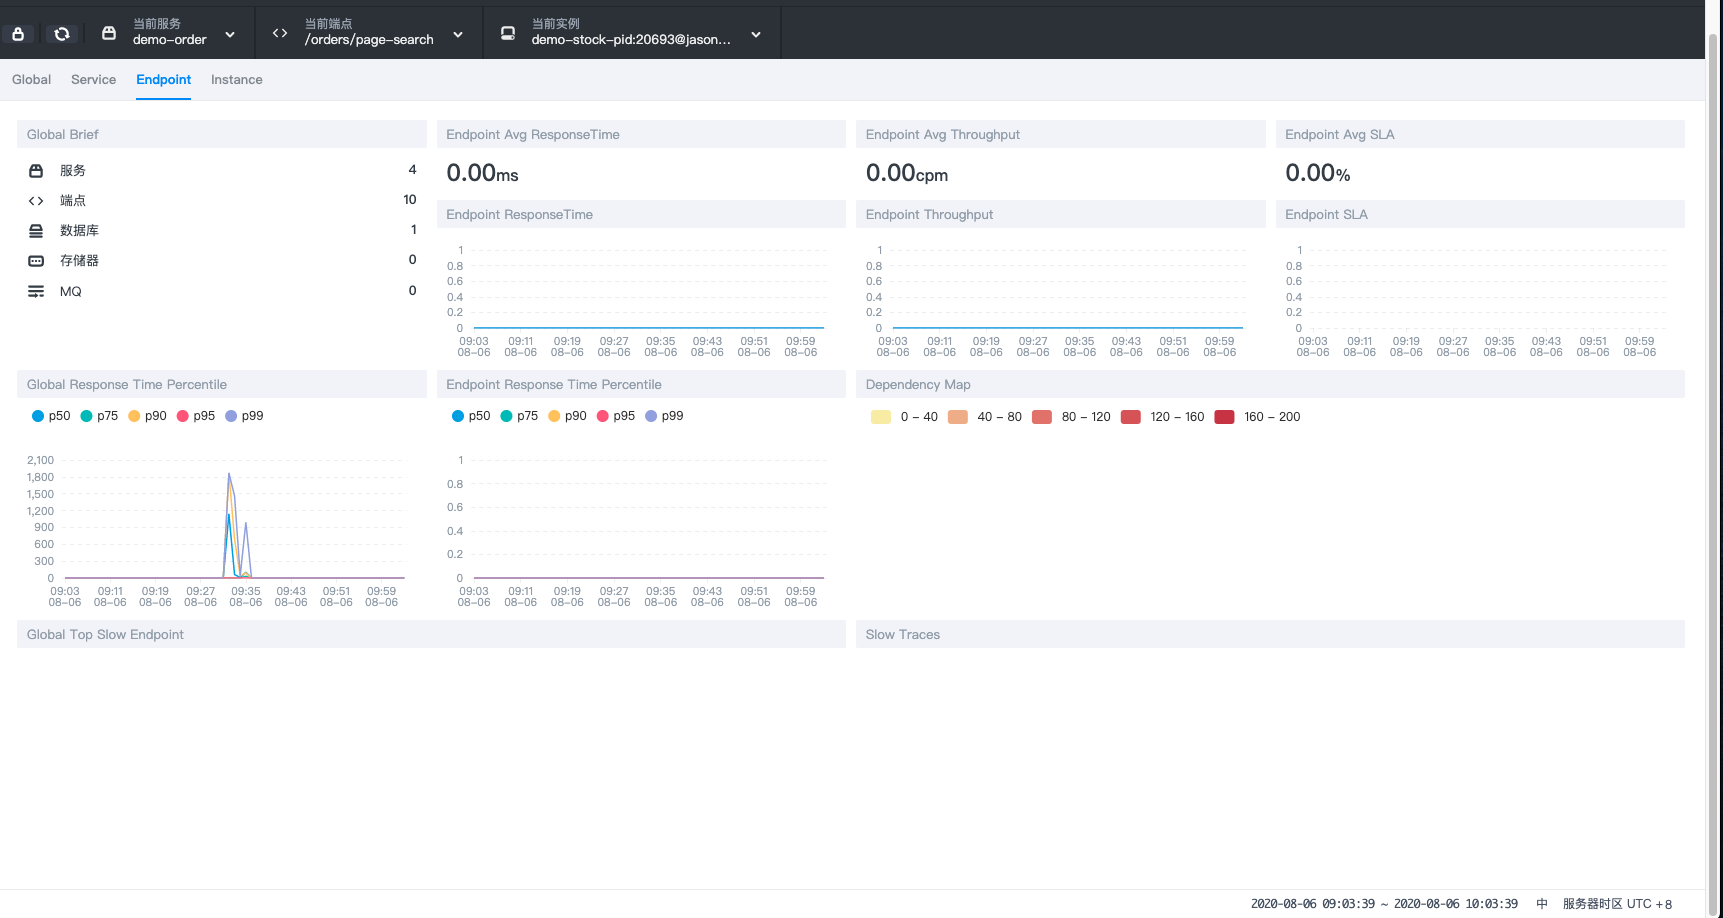 当前服务
demo-order
当前端点
/orders/page-search
当前实例
demo-stock-pid:20693@jason...
Global Service Endpoint Instance
Global Brief
服务 4
端点 10
数据库 1
存储器 0
MQ 0
Endpoint Avg ResponseTime
0.00ms
Endpoint Avg Throughput
0.00cpm
Endpoint Avg SLA
0.00%
Endpoint ResponseTime
1
0.8
0.6
0.4
0.2
0
09:03 09:11 09:19 09:27 09:35 09:43 09:51 09:59
08-06 08-06 08-06 08-06 08-06 08-06 08-06 08-06
Endpoint Throughput
1
0.8
0.6
0.4
0.2
0
09:03 09:11 09:19 09:27 09:35 09:43 09:51 09:59
08-06 08-06 08-06 08-06 08-06 08-06 08-06 08-06
Endpoint SLA
1
0.8
0.6
0.4
0.2
0
09:03 09:11 09:19 09:27 09:35 09:43 09:51 09:59
08-06 08-06 08-06 08-06 08-06 08-06 08-06 08-06
Global Response Time Percentile
p50 p75 p90 p95 p99
2,100
1,800
1,500
1,200
900
600
300
0
09:03 09:11 09:19 09:27 09:35 09:43 09:51 09:59
08-06 08-06 08-06 08-06 08-06 08-06 08-06 08-06
Endpoint Response Time Percentile
p50 p75 p90 p95 p99
1
0.8
0.6
0.4
0.2
0
09:03 09:11 09:19 09:27 09:35 09:43 09:51 09:59
08-06 08-06 08-06 08-06 08-06 08-06 08-06 08-06
Dependency Map
0 - 40 40 - 80 80 - 120 120 - 160 160 - 200
Global Top Slow Endpoint
Slow Traces
2020-08-06 09:03:39 ~ 2020-08-06 10:03:39 中 服务器时区 UTC +8